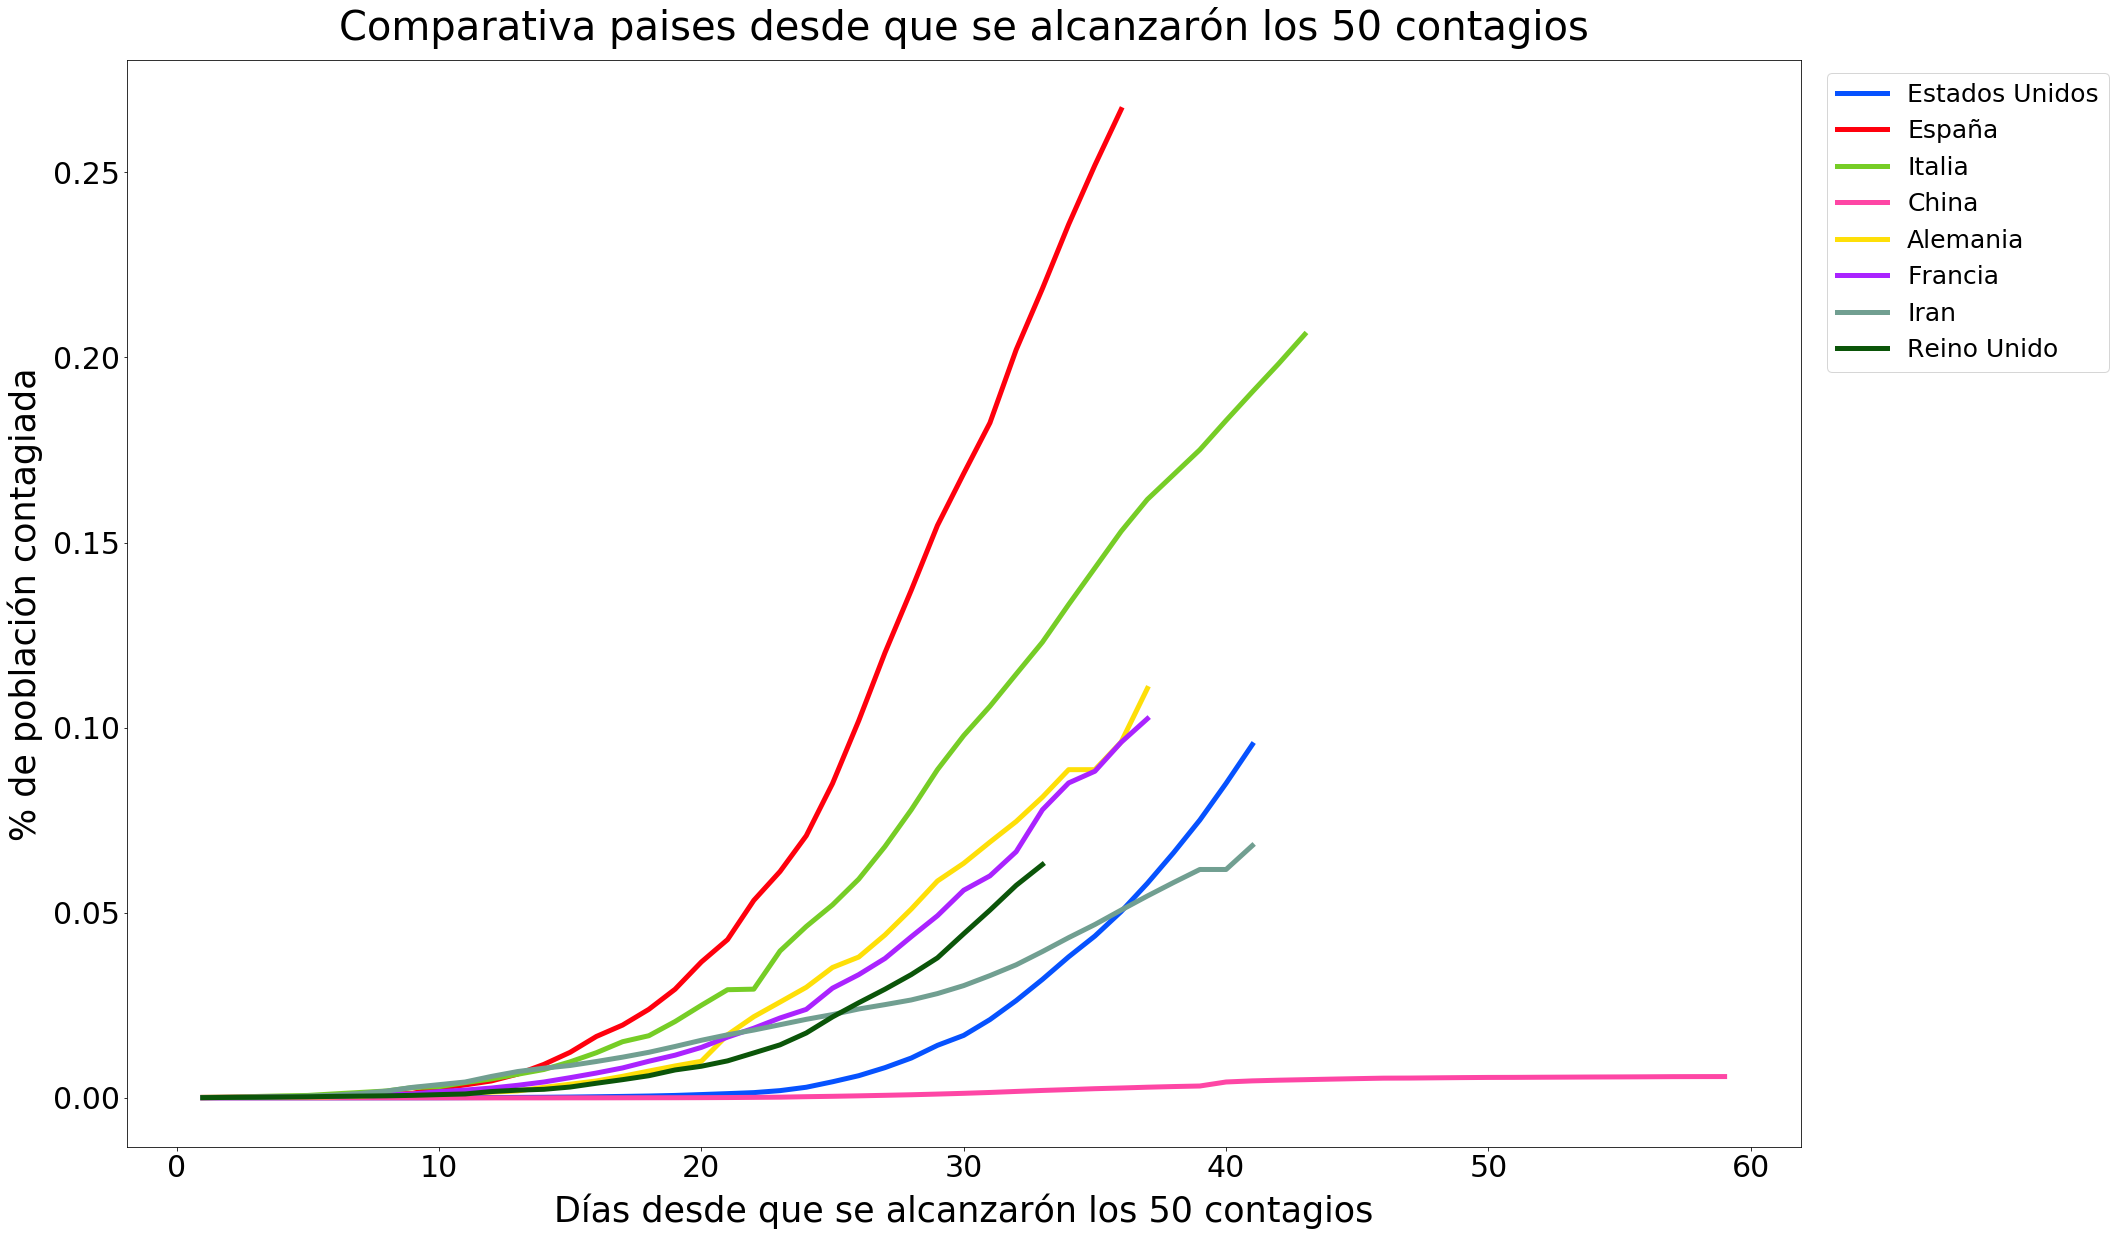 Comparativa paises desde que se alcanzarón los 50 contagios
Estados Unidos
España
Italia
China
Alemania
Francia
Iran
Reino Unido
% de población contagiada
0.25
0.20
0.15
0.10
0.05
0.00
0 10 20 30 40 50 60
Días desde que se alcanzarón los 50 contagios